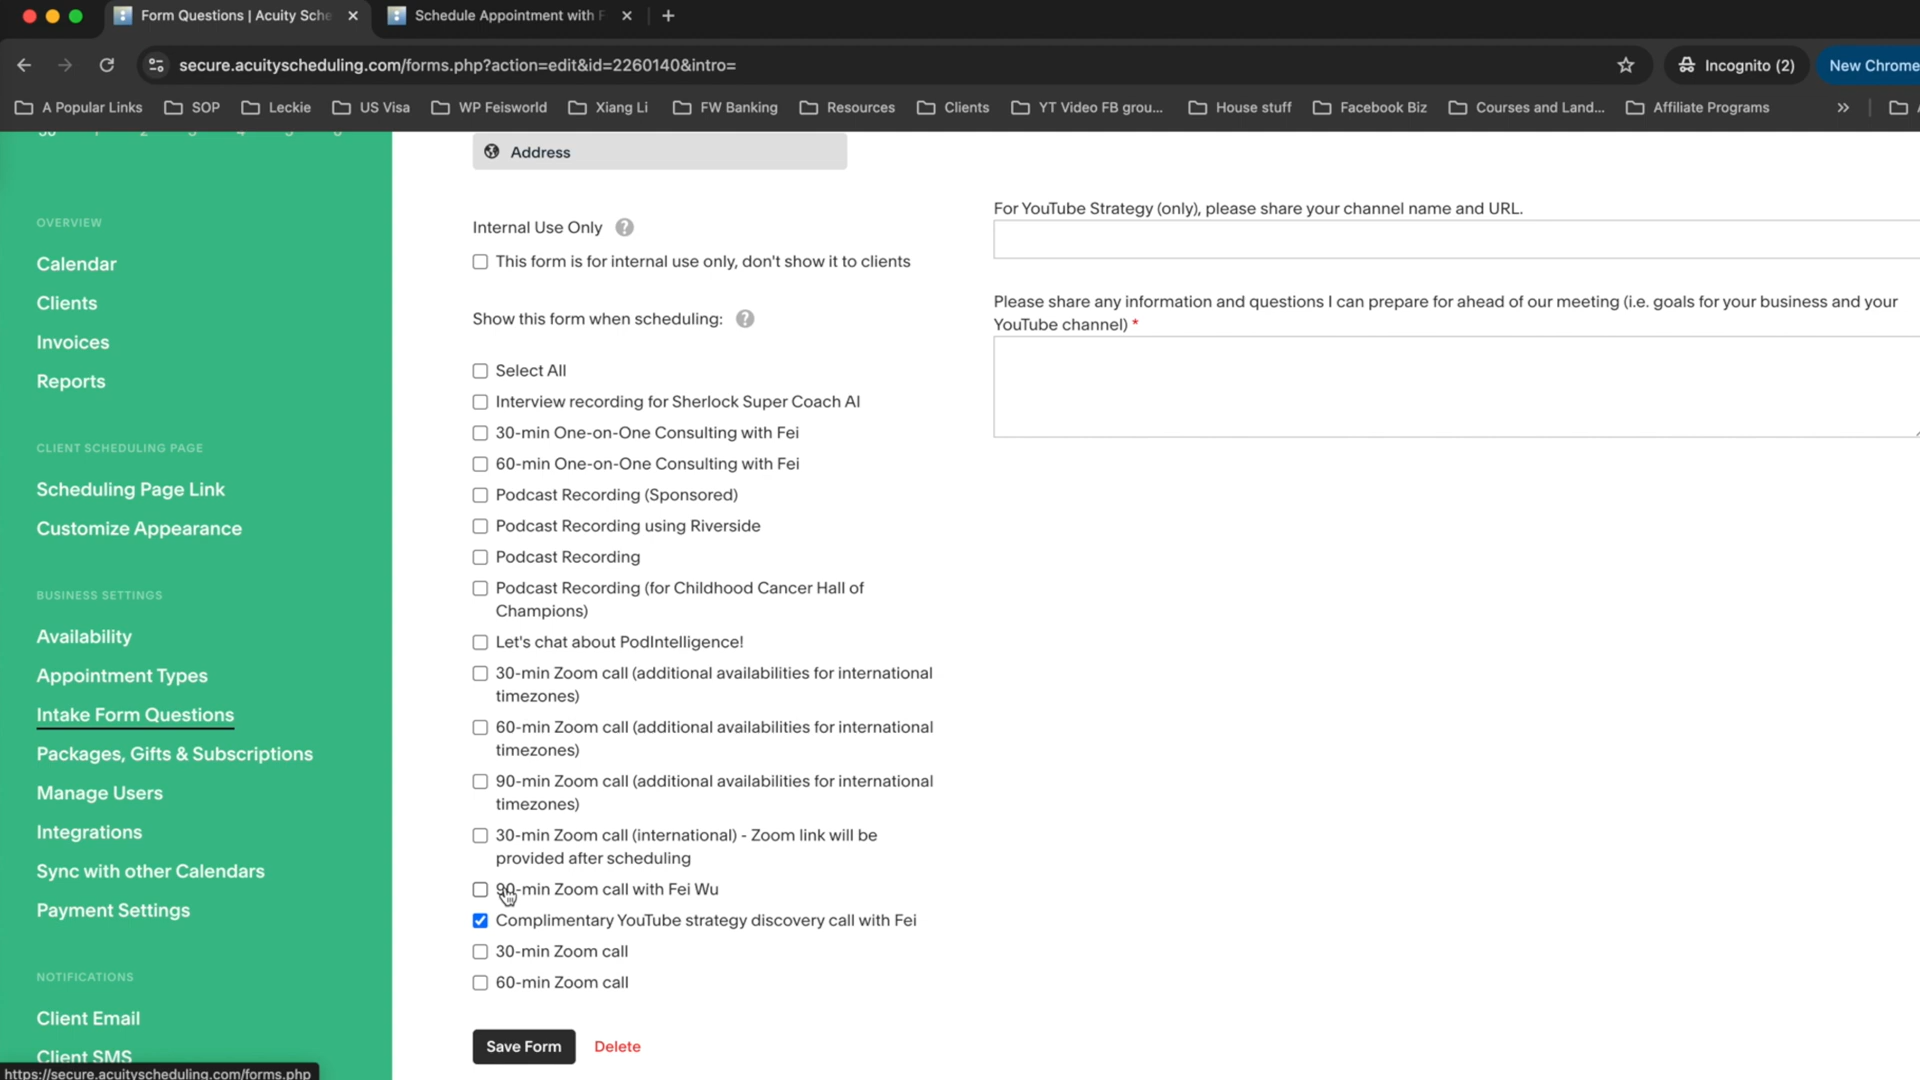 Form Questions | Acuity Sche
Schedule Appointment with F
secure.acuityscheduling.com/forms.php?action=edit&id=2260140&intro=
Incognito (2)
New Chrome
A Popular Links
SOP
Leckie
US Visa
WP Feisworld
Xiang Li
FW Banking
Resources
Clients
YT Video FB grou...
House stuff
Facebook Biz
Courses and Land...
Affiliate Programs
OVERVIEW
Calendar
Clients
Invoices
Reports
CLIENT SCHEDULING PAGE
Scheduling Page Link
Customize Appearance
BUSINESS SETTINGS
Availability
Appointment Types
Intake Form Questions
Packages, Gifts & Subscriptions
Manage Users
Integrations
Sync with other Calendars
Payment Settings
NOTIFICATIONS
Client Email
Client SMS
https://secure.acuityscheduling.com/forms.php
Address
Internal Use Only
This form is for internal use only, don't show it to clients
Show this form when scheduling:
Select All
Interview recording for Sherlock Super Coach AI
30-min One-on-One Consulting with Fei
60-min One-on-One Consulting with Fei
Podcast Recording (Sponsored)
Podcast Recording using Riverside
Podcast Recording
Podcast Recording (for Childhood Cancer Hall of
Champions)
Let's chat about PodIntelligence!
30-min Zoom call (additional availabilities for international
timezones)
60-min Zoom call (additional availabilities for international
timezones)
90-min Zoom call (additional availabilities for international
timezones)
30-min Zoom call (international) - Zoom link will be
provided after scheduling
90-min Zoom call with Fei Wu
Complimentary YouTube strategy discovery call with Fei
30-min Zoom call
60-min Zoom call
Save Form
Delete
For YouTube Strategy (only), please share your channel name and URL.
Please share any information and questions I can prepare for ahead of our meeting (i.e. goals for your business and your
YouTube channel) *